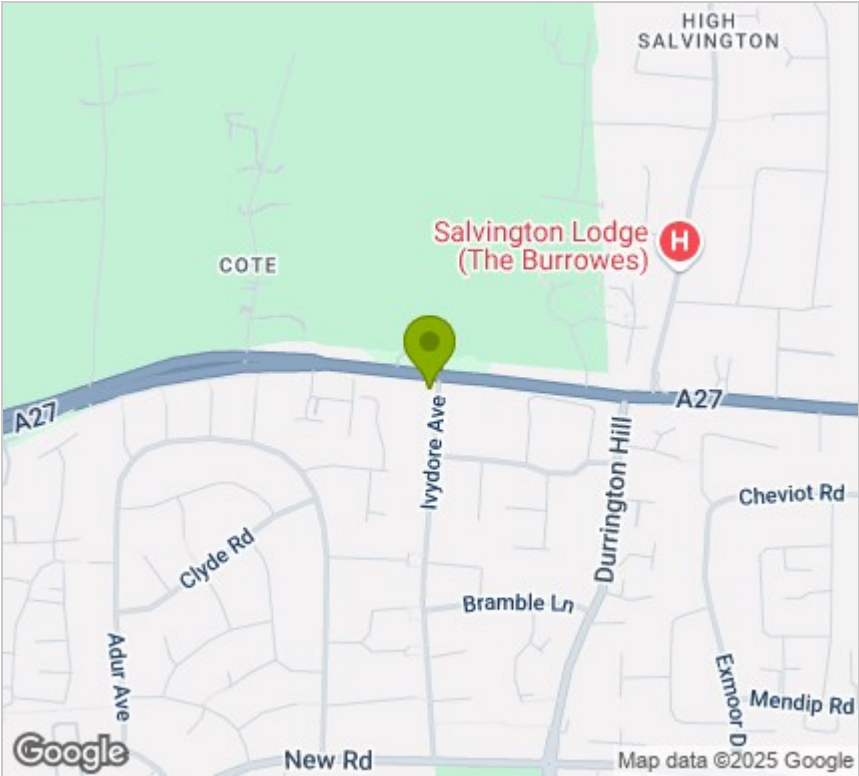 HIGH
SALVINGTON
Salvington Lodge
(The Burrowes)
H
COTE
A27
A27
Ivydore Ave
Durrington Hill
Cheviot Rd
Clyde Rd
Bramble Ln
Adur Ave
Exmoor D
Mendip Rd
New Rd
Google
Map data ©2025 Google